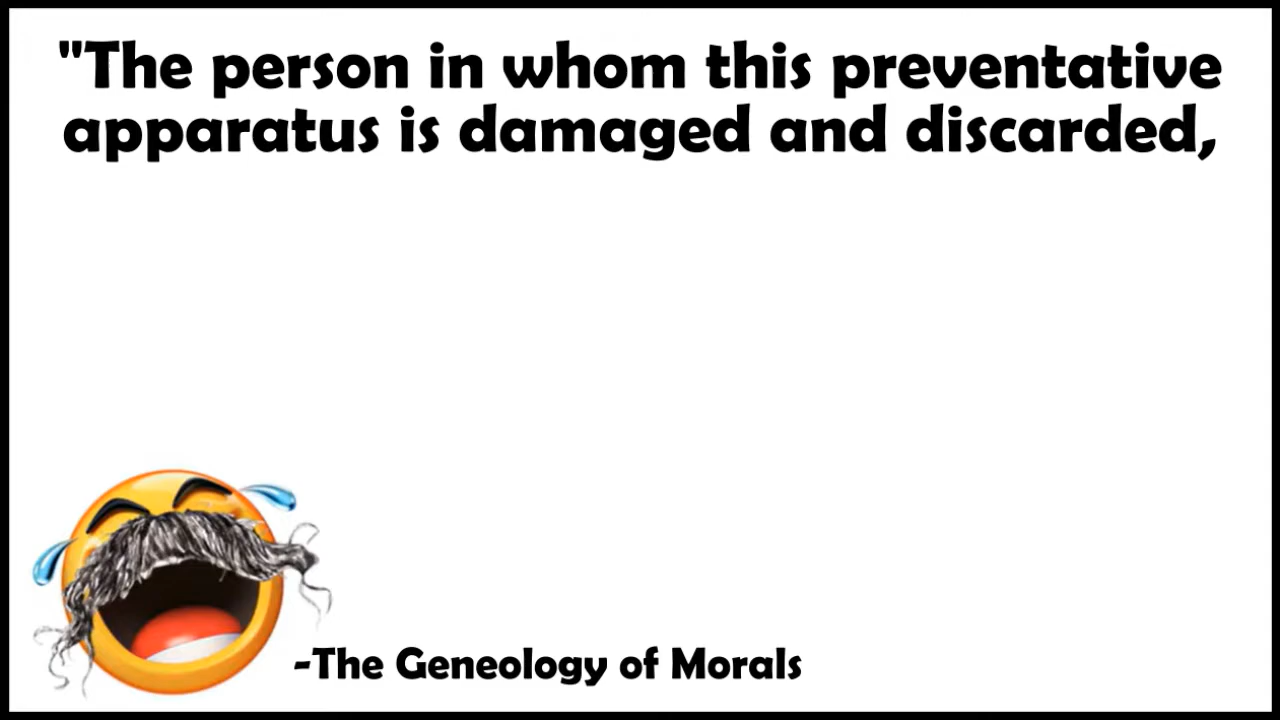 "The person in whom this preventative
apparatus is damaged and discarded,
-The Geneology of Morals